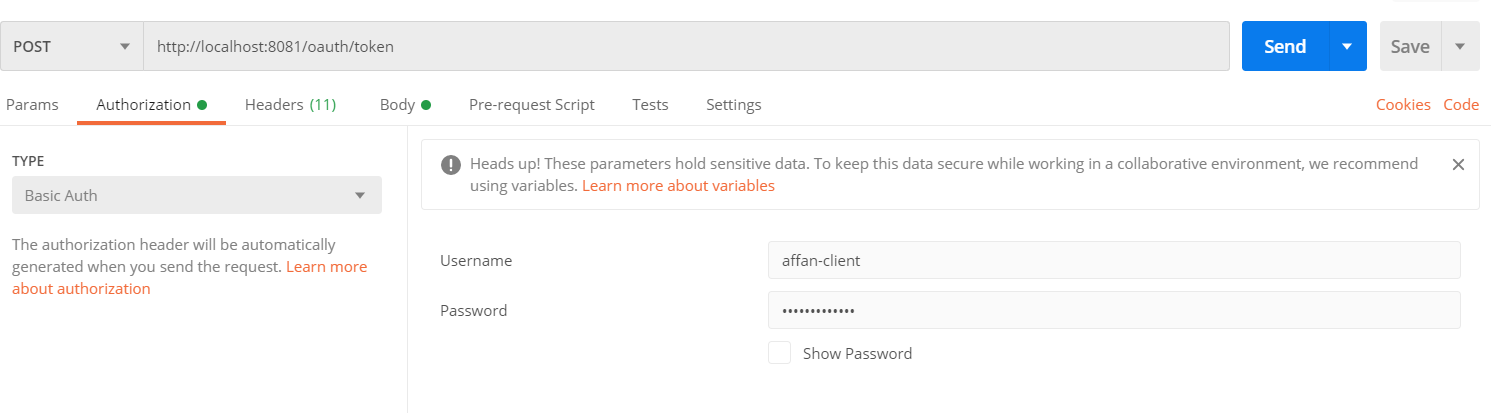 POST http://localhost:8081/oauth/token Send Save
Params Authorization Headers (11) Body Pre-request Script Tests Settings Cookies Code
TYPE
Basic Auth
The authorization header will be automatically
generated when you send the request. Learn more
about authorization
Heads up! These parameters hold sensitive data. To keep this data secure while working in a collaborative environment, we recommend
using variables. Learn more about variables
Username affan-client
Password •••••••••••••
Show Password